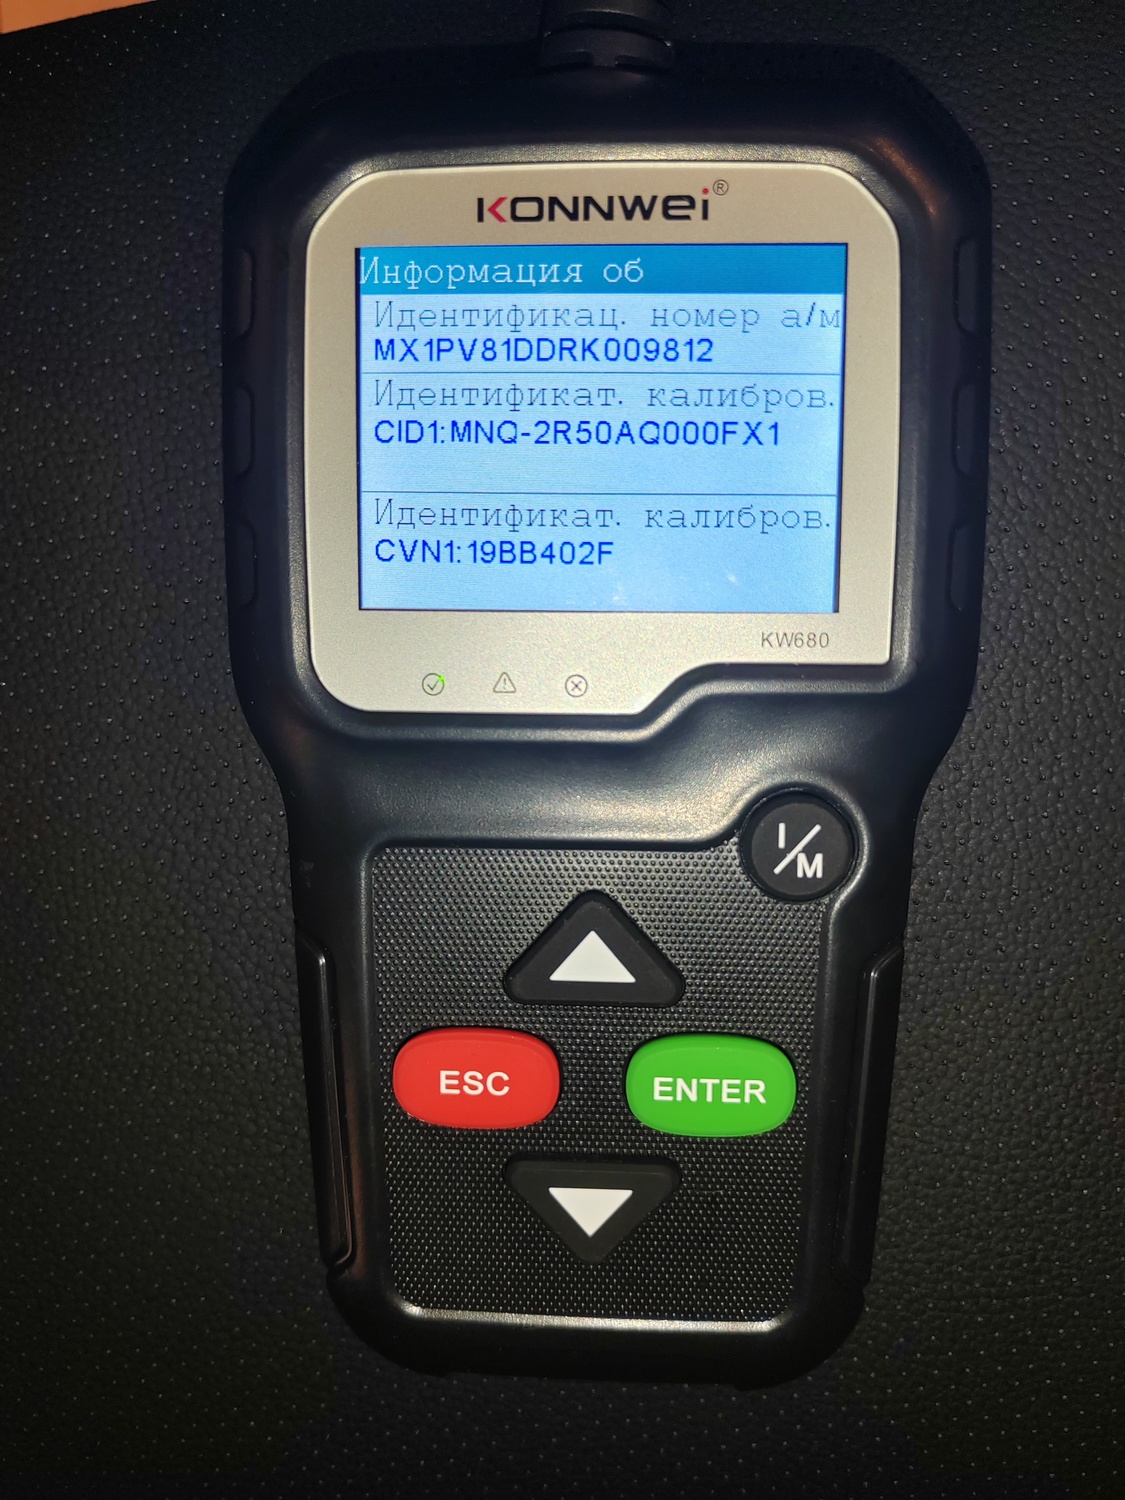 KONNWEI®
Информация об
Идентификац. номер а/м
MX1PV81DDRK009812
Идентификат. калибров.
CID1:MNQ-2R50AQ000FX1
Идентификат. калибров.
CVN1:19BB402F
KW680
I/M
ESC
ENTER